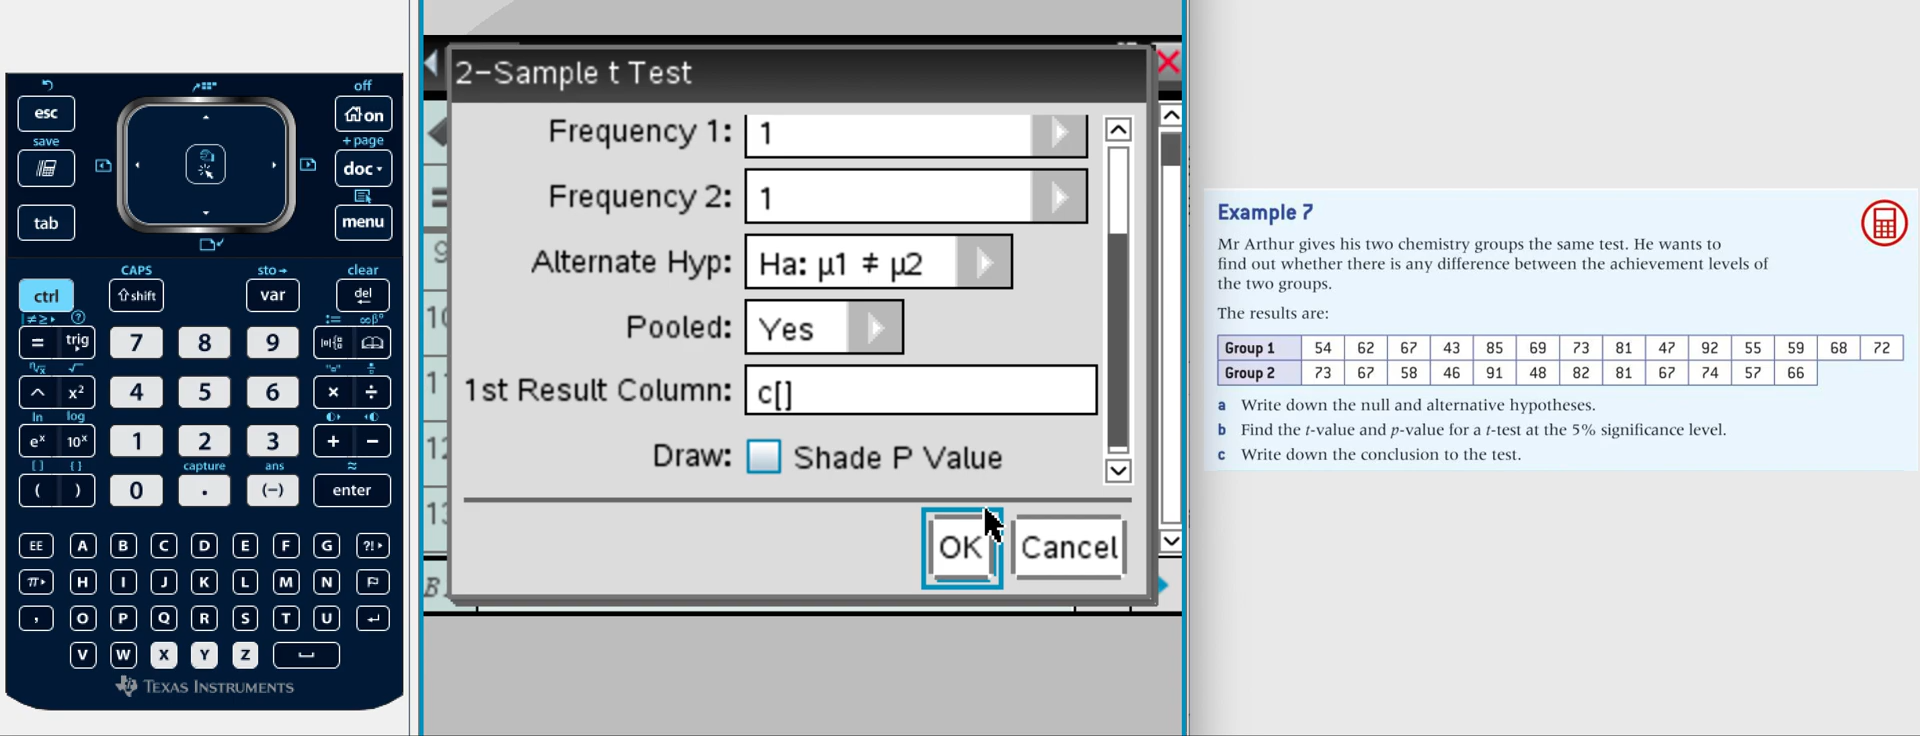 off
esc
on
save
+ page
doc
tab
menu
CAPS
sto→
clear
ctrl
⇧shift
var
del
|≠≥▸
:=
∞β°
=
trig
7
8
9
^
x²
4
5
6
×
÷
ln
log
eˣ
10ˣ
1
2
3
+
−
[ ]
{ }
capture
ans
≈
(
)
0
.
(−)
enter
EE
A
B
C
D
E
F
G
?!▸
π▸
H
I
J
K
L
M
N
,
O
P
Q
R
S
T
U
V
W
X
Y
Z
TEXAS INSTRUMENTS
2-Sample t Test
Frequency 1: 1
Frequency 2: 1
Alternate Hyp: Ha: μ1 ≠ μ2
Pooled: Yes
1st Result Column: c[]
Draw: Shade P Value
OK
Cancel
Example 7
Mr Arthur gives his two chemistry groups the same test. He wants to
find out whether there is any difference between the achievement levels of
the two groups.
The results are:
Group 1 54 62 67 43 85 69 73 81 47 92 55 59 68 72
Group 2 73 67 58 46 91 48 82 81 67 74 57 66
a Write down the null and alternative hypotheses.
b Find the t-value and p-value for a t-test at the 5% significance level.
c Write down the conclusion to the test.